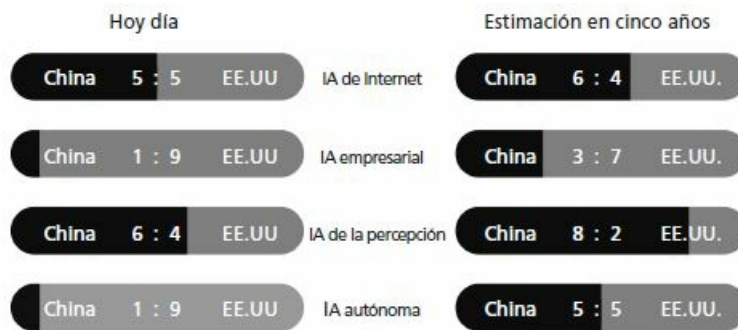 Hoy día Estimación en cinco años
China 5 : 5 EE.UU IA de Internet China 6 : 4 EE.UU.
China 1 : 9 EE.UU IA empresarial China 3 : 7 EE.UU.
China 6 : 4 EE.UU IA de la percepción China 8 : 2 EE.UU.
China 1 : 9 EE.UU IA autónoma China 5 : 5 EE.UU.